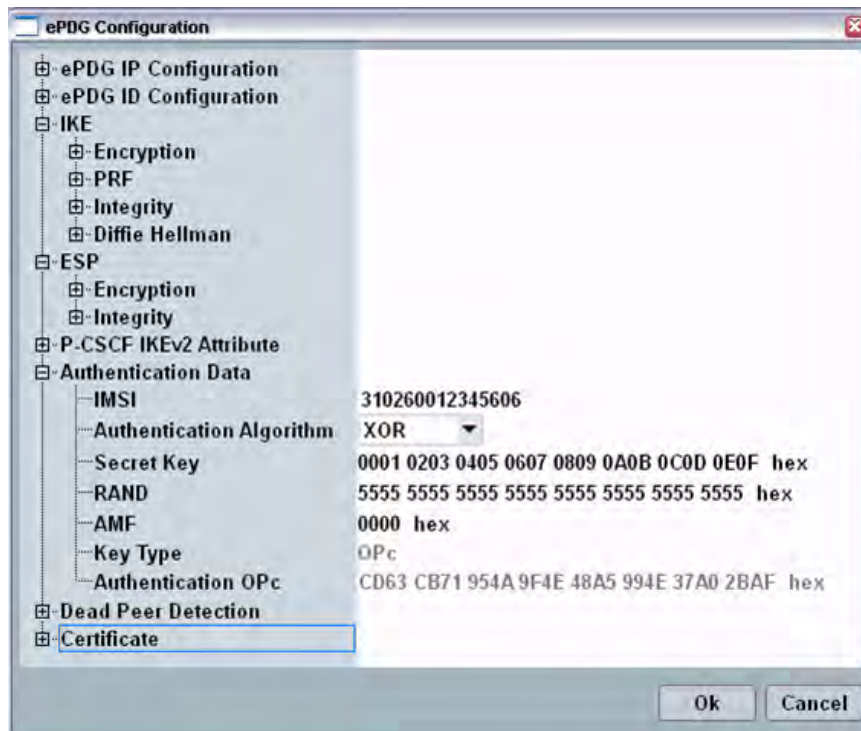 ePDG Configuration
ePDG IP Configuration
ePDG ID Configuration
IKE
Encryption
PRF
Integrity
Diffie Hellman
ESP
Encryption
Integrity
P-CSCF IKEv2 Attribute
Authentication Data
IMSI 310260012345606
Authentication Algorithm XOR
Secret Key 0001 0203 0405 0607 0809 0A0B 0C0D 0E0F hex
RAND 5555 5555 5555 5555 5555 5555 5555 5555 hex
AMF 0000 hex
Key Type OPc
Authentication OPc CD63 CB71 954A 9F4E 48A5 994E 37A0 2BAF hex
Dead Peer Detection
Certificate
Ok Cancel